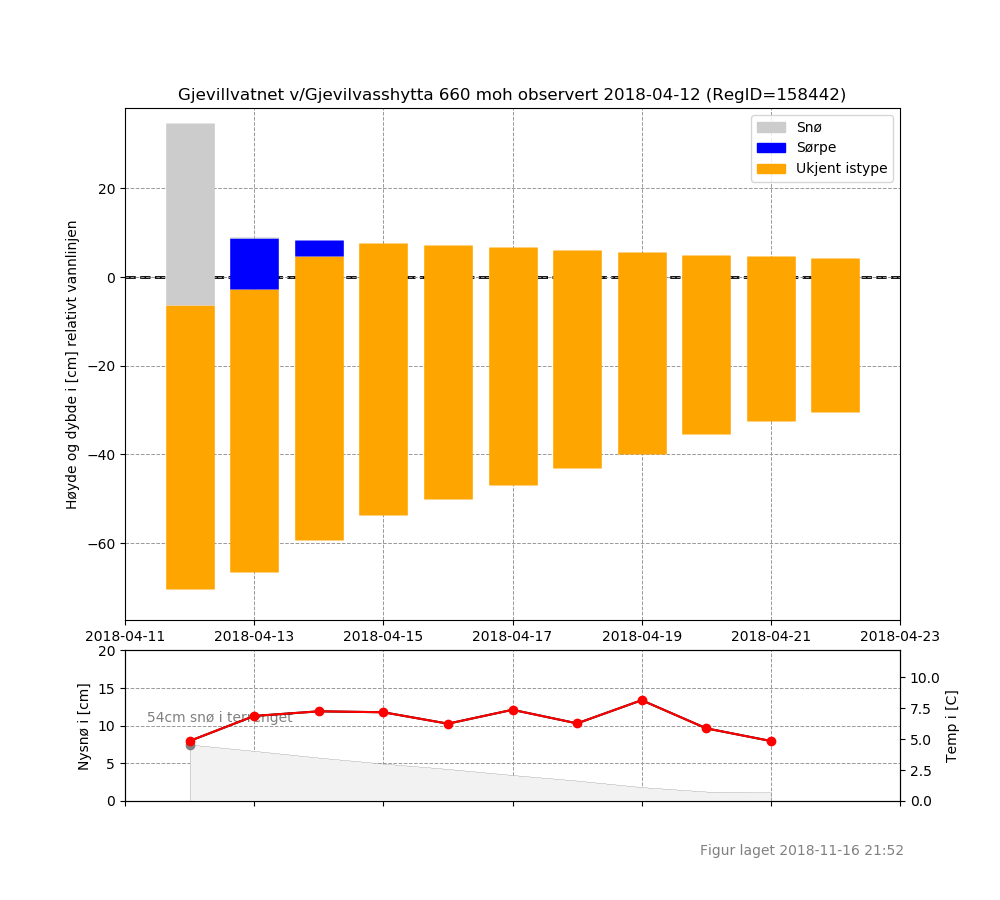 Gjevillvatnet v/Gjevilvasshytta 660 moh observert 2018-04-12 (RegID=158442)
Snø
Sørpe
Ukjent istype
Høyde og dybde i [cm] relativt vannlinjen
20
0
−20
−40
−60
2018-04-11
2018-04-13
2018-04-15
2018-04-17
2018-04-19
2018-04-21
2018-04-23
Nysnø i [cm]
20
15
10
5
0
54cm snø i terrenget
10.0
7.5
5.0
2.5
0.0
Temp i [C]
Figur laget 2018-11-16 21:52